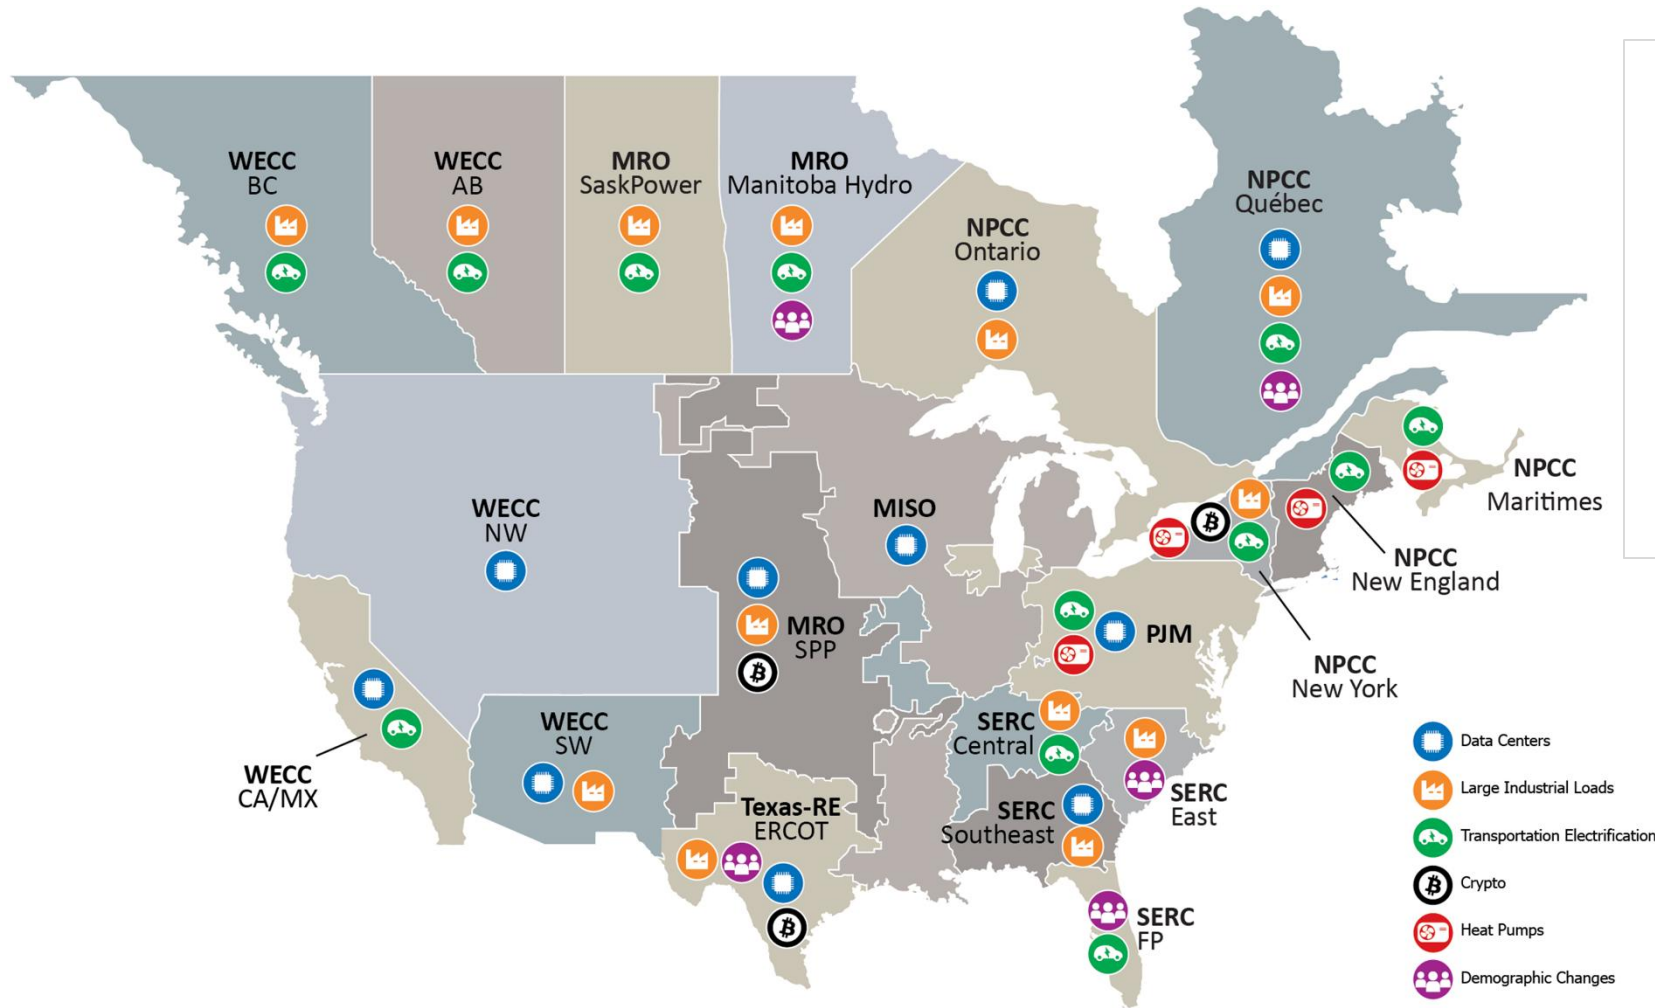 WECC
BC
WECC
AB
MRO
SaskPower
MRO
Manitoba Hydro
NPCC
Ontario
NPCC
Québec
NPCC
Maritimes
WECC
NW
MISO
NPCC
New England
MRO
SPP
PJM
NPCC
New York
WECC
CA/MX
WECC
SW
SERC
Central
SERC
East
Texas-RE
ERCOT
SERC
Southeast
SERC
FP
Data Centers
Large Industrial Loads
Transportation Electrification
Crypto
Heat Pumps
Demographic Changes